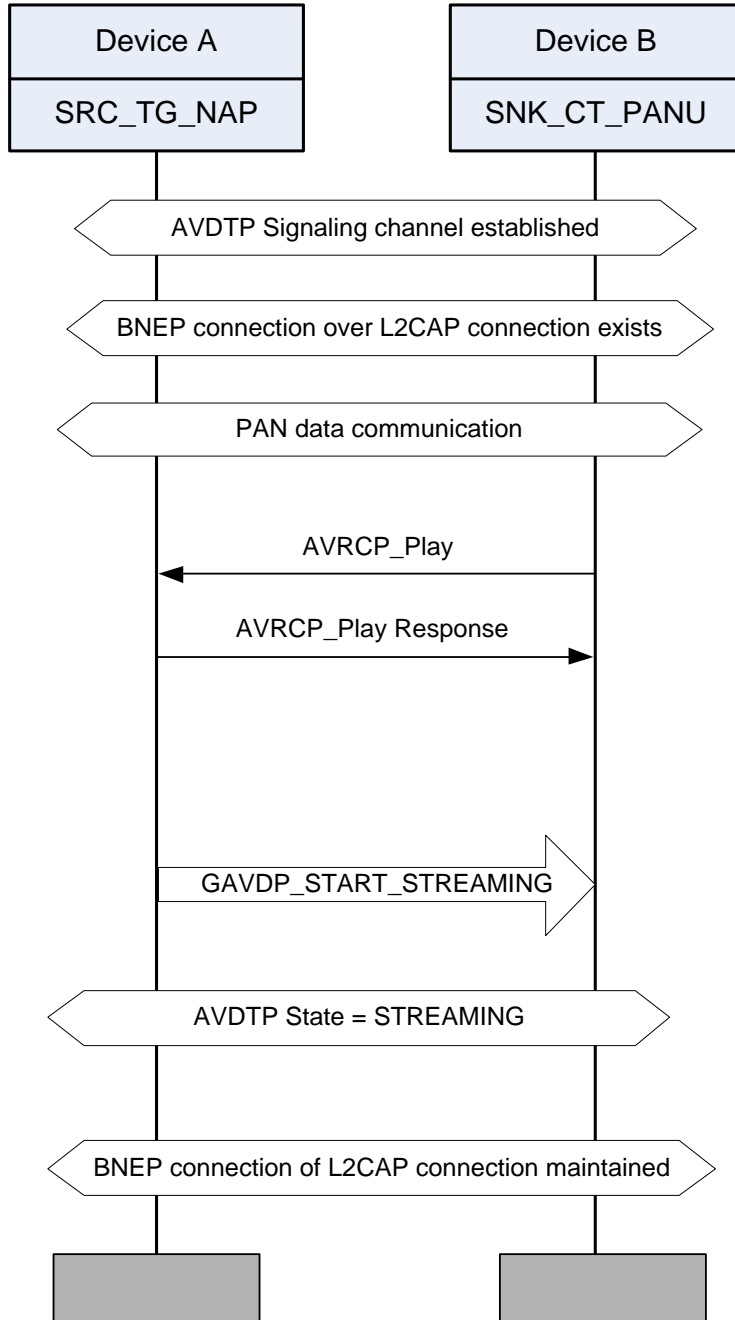 Device A
Device B
SRC_TG_NAP
SNK_CT_PANU
AVDTP Signaling channel established
BNEP connection over L2CAP connection exists
PAN data communication
AVRCP_Play
AVRCP_Play Response
GAVDP_START_STREAMING
AVDTP State = STREAMING
BNEP connection of L2CAP connection maintained